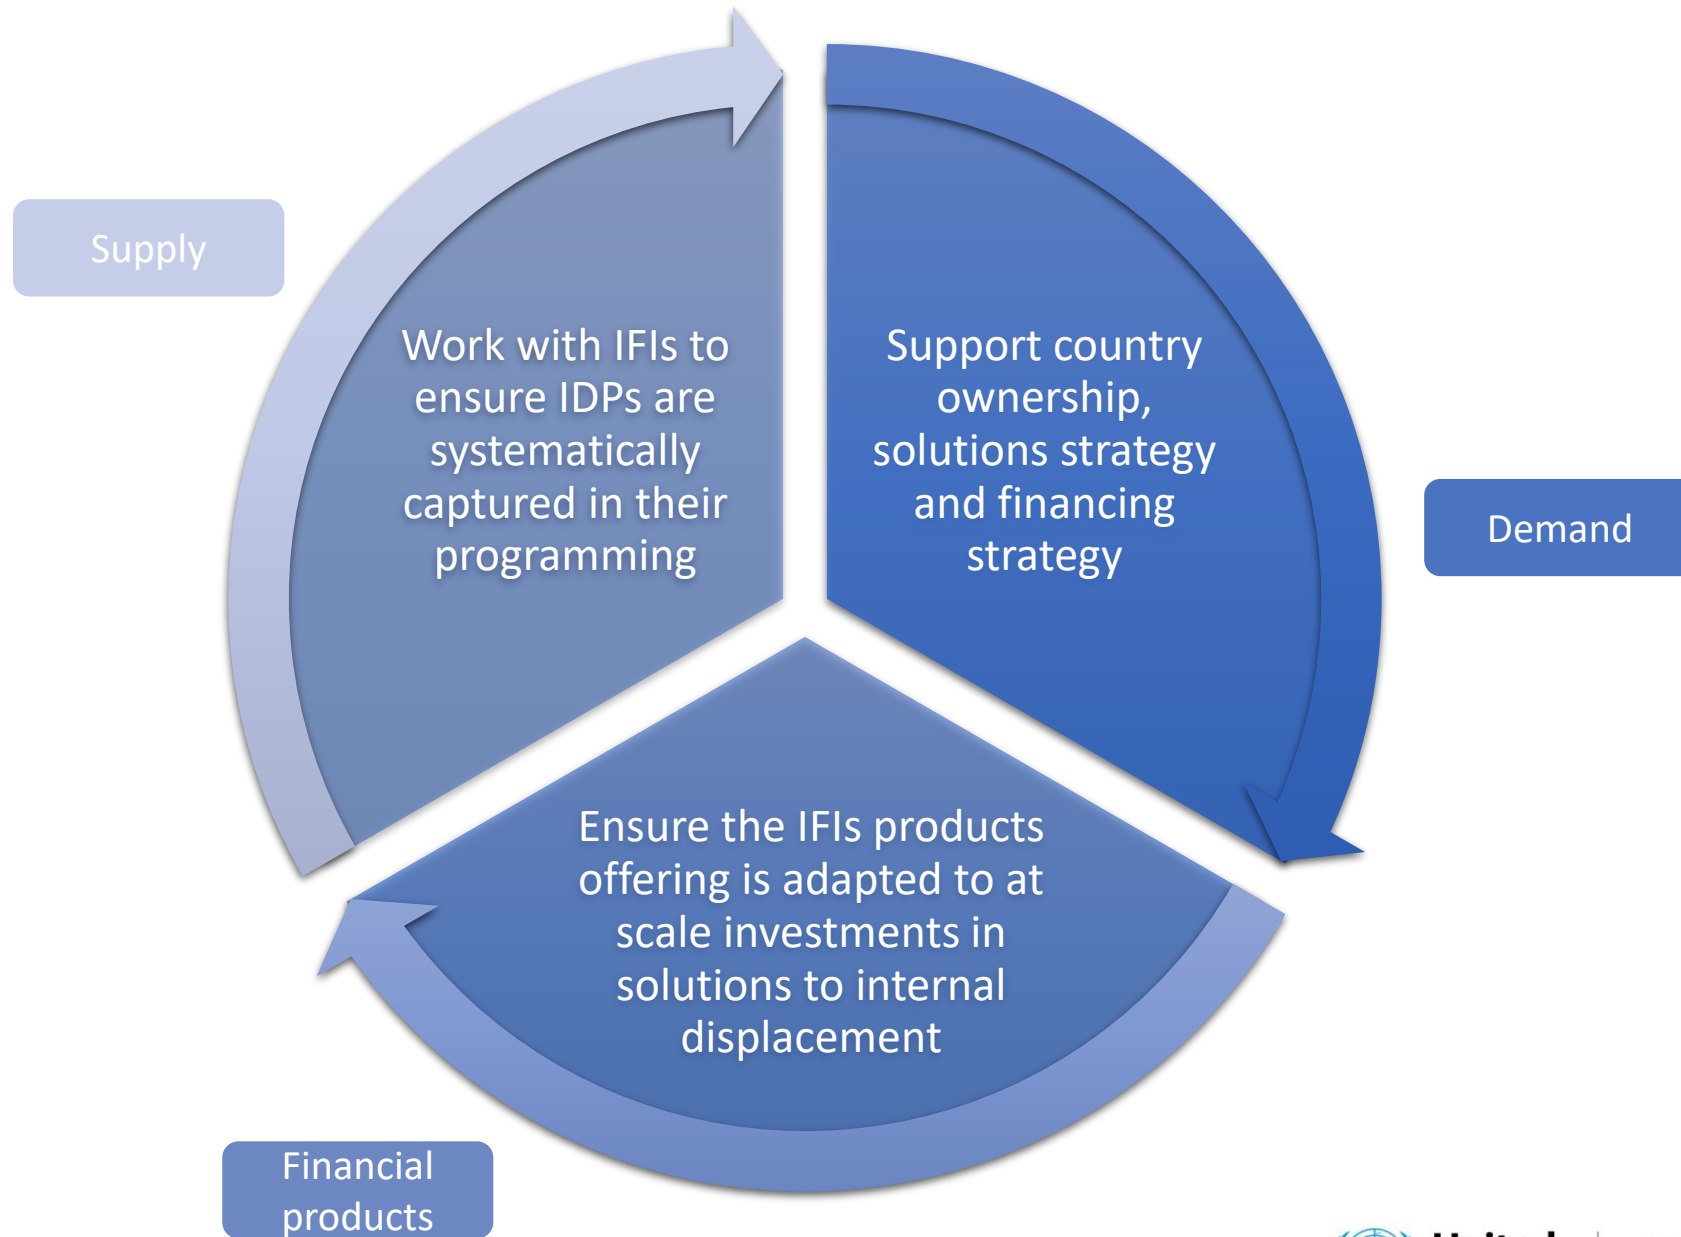 Supply
Work with IFIs to
ensure IDPs are
systematically
captured in their
programming
Support country
ownership,
solutions strategy
and financing
strategy
Demand
Ensure the IFIs products
offering is adapted to at
scale investments in
solutions to internal
displacement
Financial
products